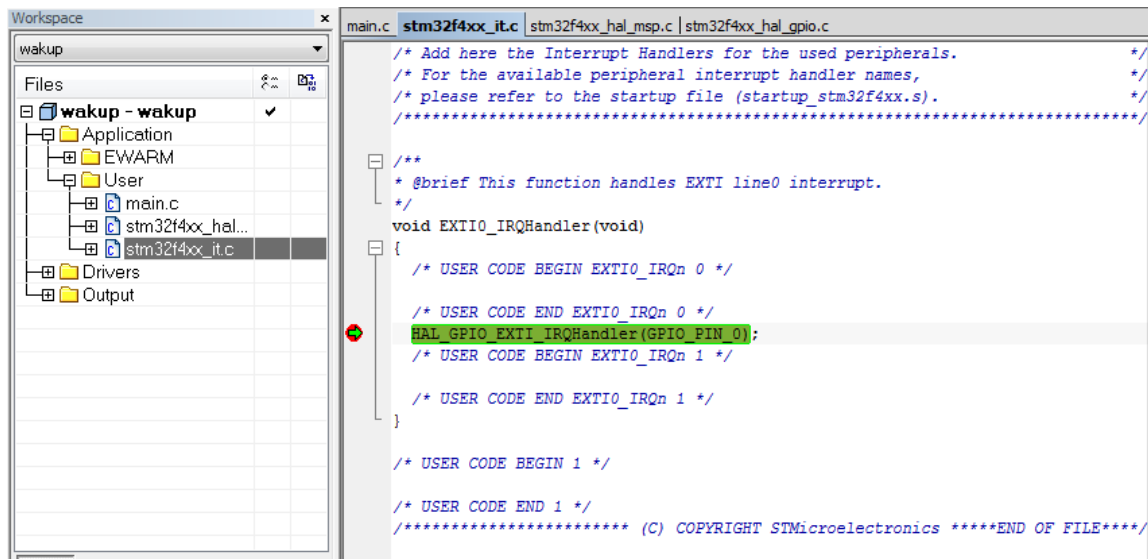 Workspace
wakup
Files
wakup - wakup
Application
EWARM
User
main.c
stm32f4xx_hal...
stm32f4xx_it.c
Drivers
Output
main.c stm32f4xx_it.c stm32f4xx_hal_msp.c stm32f4xx_hal_gpio.c
/* Add here the Interrupt Handlers for the used peripherals. */
/* For the available peripheral interrupt handler names, */
/* please refer to the startup file (startup_stm32f4xx.s). */
/******************************************************************************/
/**
* @brief This function handles EXTI line0 interrupt.
*/
void EXTI0_IRQHandler(void)
{
/* USER CODE BEGIN EXTI0_IRQn 0 */
/* USER CODE END EXTI0_IRQn 0 */
HAL_GPIO_EXTI_IRQHandler(GPIO_PIN_0);
/* USER CODE BEGIN EXTI0_IRQn 1 */
/* USER CODE END EXTI0_IRQn 1 */
}
/* USER CODE BEGIN 1 */
/* USER CODE END 1 */
/************************ (C) COPYRIGHT STMicroelectronics *****END OF FILE****/